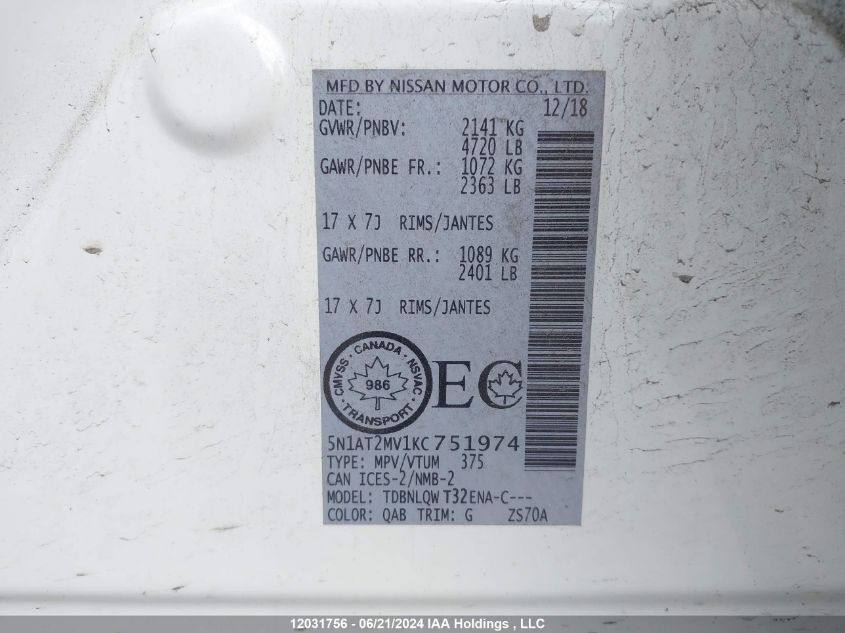 MFD BY NISSAN MOTOR CO., LTD.
DATE: 12/18
GVWR/PNBV: 2141 KG
4720 LB
GAWR/PNBE FR.: 1072 KG
2363 LB
17 X 7J RIMS/JANTES
GAWR/PNBE RR.: 1089 KG
2401 LB
17 X 7J RIMS/JANTES
CMVSS · CANADA · NSVAC · TRANSPORT ·
986
EC
5N1AT2MV1KC751974
TYPE: MPV/VTUM 375
CAN ICES-2/NMB-2
MODEL: TDBNLQW T32ENA-C---
COLOR: QAB TRIM: G ZS70A
12031756 - 06/21/2024 IAA Holdings , LLC